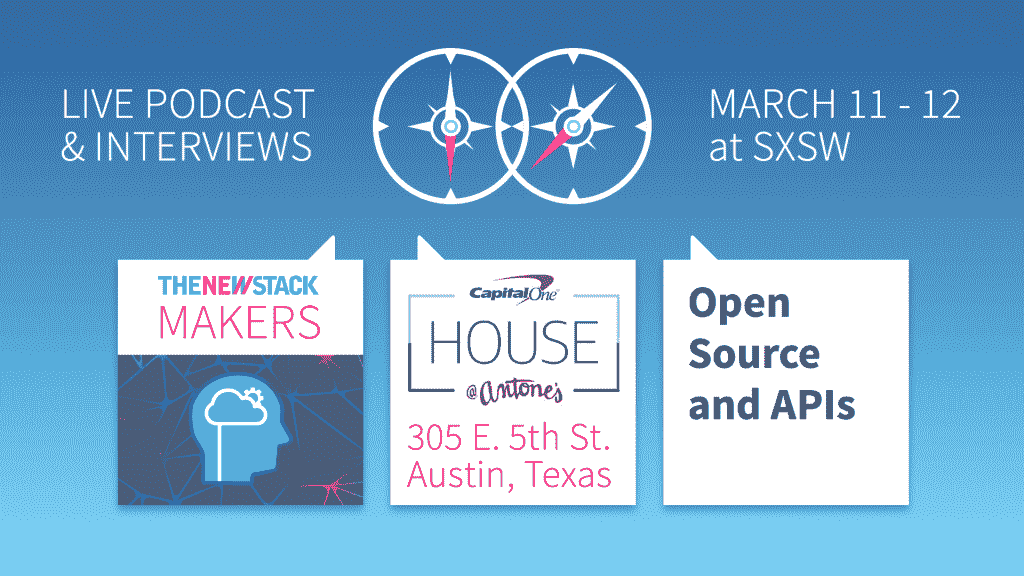 LIVE PODCAST
& INTERVIEWS
MARCH 11 - 12
at SXSW
THENEWSTACK
MAKERS
CapitalOne
HOUSE
@antone's
305 E. 5th St.
Austin, Texas
Open
Source
and APIs